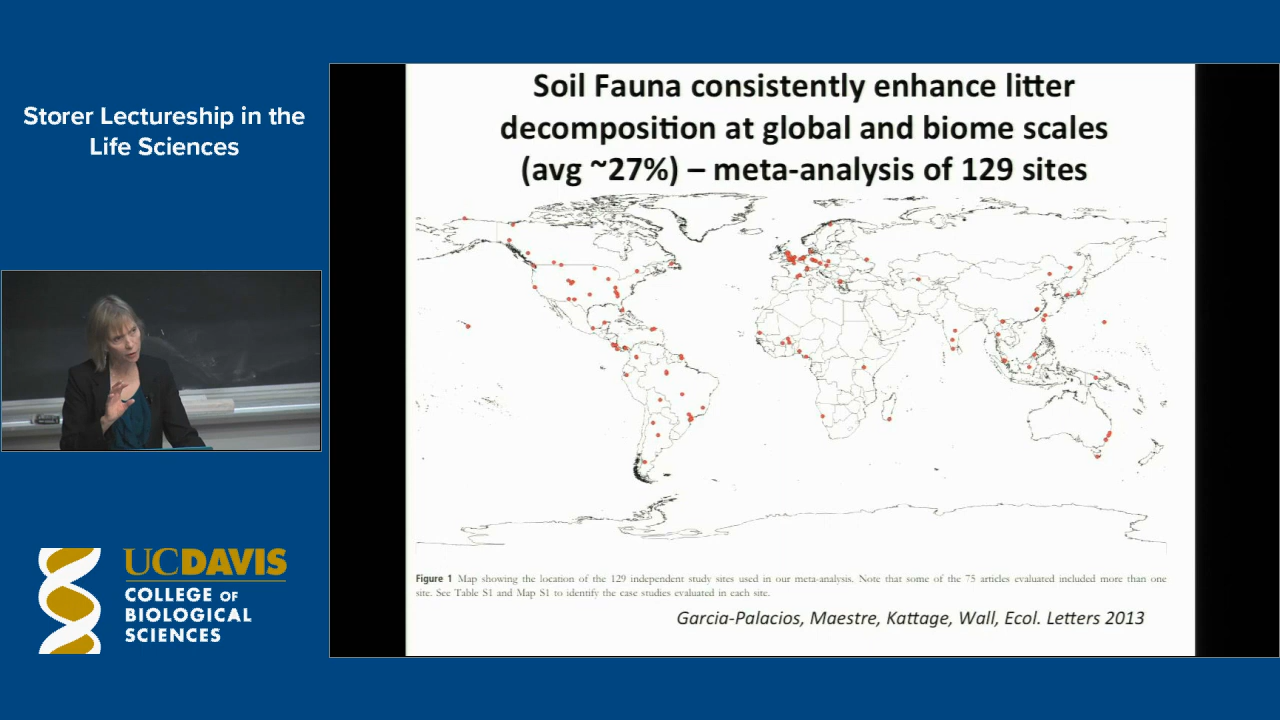 Storer Lectureship in the
Life Sciences
UCDAVIS
COLLEGE OF
BIOLOGICAL
SCIENCES
Soil Fauna consistently enhance litter
decomposition at global and biome scales
(avg ~27%) – meta-analysis of 129 sites
Figure 1 Map showing the location of the 129 independent study sites used in our meta-analysis. Note that some of the 75 articles evaluated included more than one
site. See Table S1 and Map S1 to identify the case studies evaluated in each site.
Garcia-Palacios, Maestre, Kattage, Wall, Ecol. Letters 2013